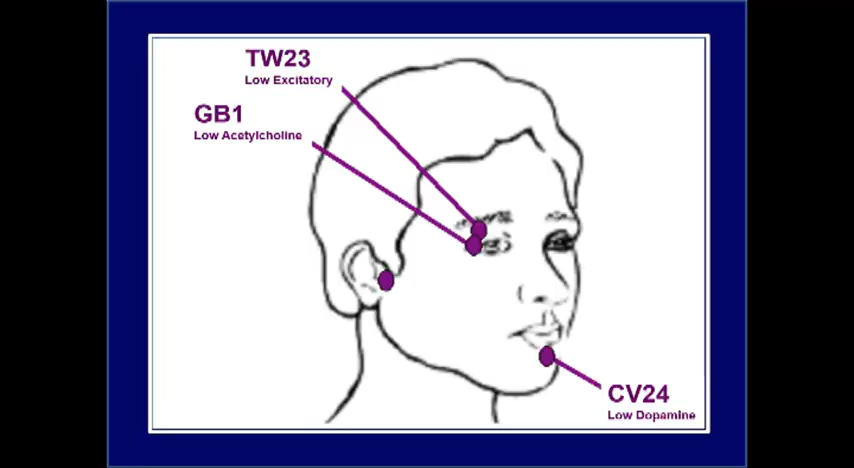 TW23
Low Excitatory
GB1
Low Acetylcholine
CV24
Low Dopamine